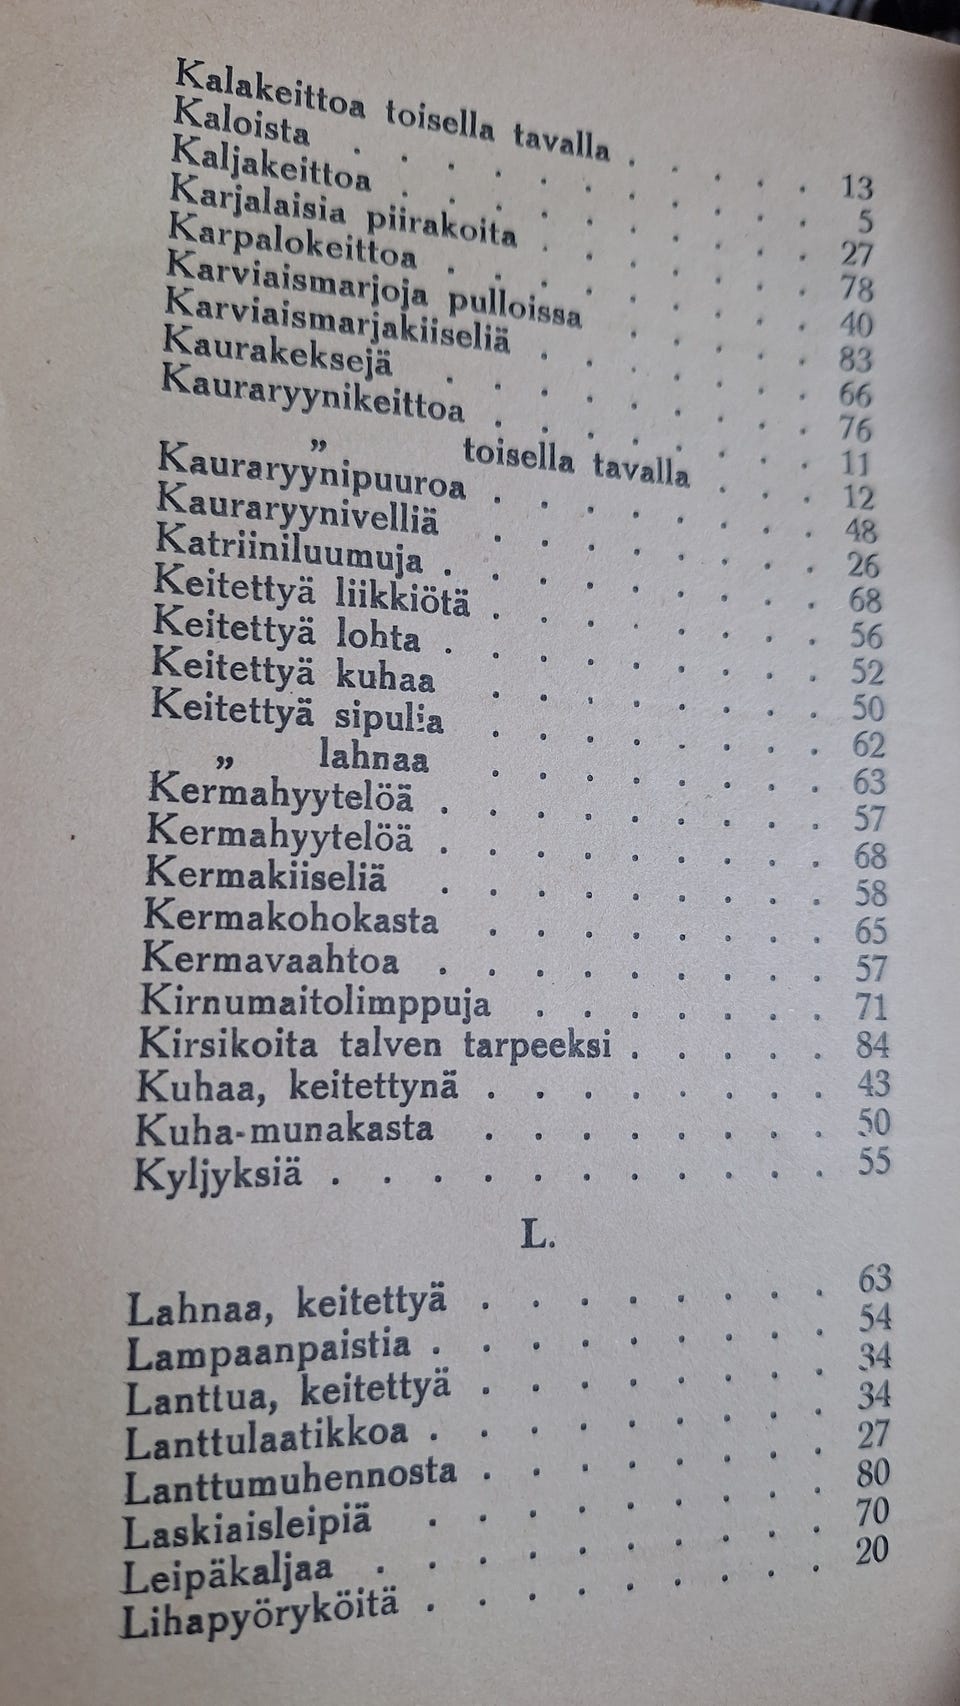 Kalakeittoa toisella tavalla . . . . . 13
Kaloista . . . . . . . . . . 5
Kaljakeittoa . . . . . . . . . 27
Karjalaisia piirakoita . . . . . . 78
Karpalokeittoa . . . . . . . . 40
Karviaismarjoja pulloissa . . . . . 83
Karviaismarjakiiseliä . . . . . . 66
Kaurakeksejä . . . . . . . . 76
Kauraryynikeittoa . . . . . . . 11
„ toisella tavalla . . . 12
Kauraryynipuuroa . . . . . . . 48
Kauraryynivelliä . . . . . . . 26
Katriiniluumuja . . . . . . . . 68
Keitettyä liikkiötä . . . . . . . 56
Keitettyä lohta . . . . . . . . 52
Keitettyä kuhaa . . . . . . . 50
Keitettyä sipulia . . . . . . . 62
„ lahnaa . . . . . . . 63
Kermahyytelöä . . . . . . . . 57
Kermahyytelöä . . . . . . . . 68
Kermakiiseliä . . . . . . . . 58
Kermakohokasta . . . . . . . 65
Kermavaahtoa . . . . . . . . 57
Kirnumaitolimppuja . . . . . . 71
Kirsikoita talven tarpeeksi . . . . . 84
Kuhaa, keitettynä . . . . . . . . 43
Kuha-munakasta . . . . . . . . 50
Kyljyksiä . . . . . . . . . . . 55
L.
Lahnaa, keitettyä . . . . . . . . 63
Lampaanpaistia . . . . . . . . . 54
Lanttua, keitettyä . . . . . . . . 34
Lanttulaatikkoa . . . . . . . . . 34
Lanttumuhennosta . . . . . . . . 27
Laskiaisleipiä . . . . . . . . . 80
Leipäkaljaa . . . . . . . . . . 70
Lihapyöryköitä . . . . . . . . . 20